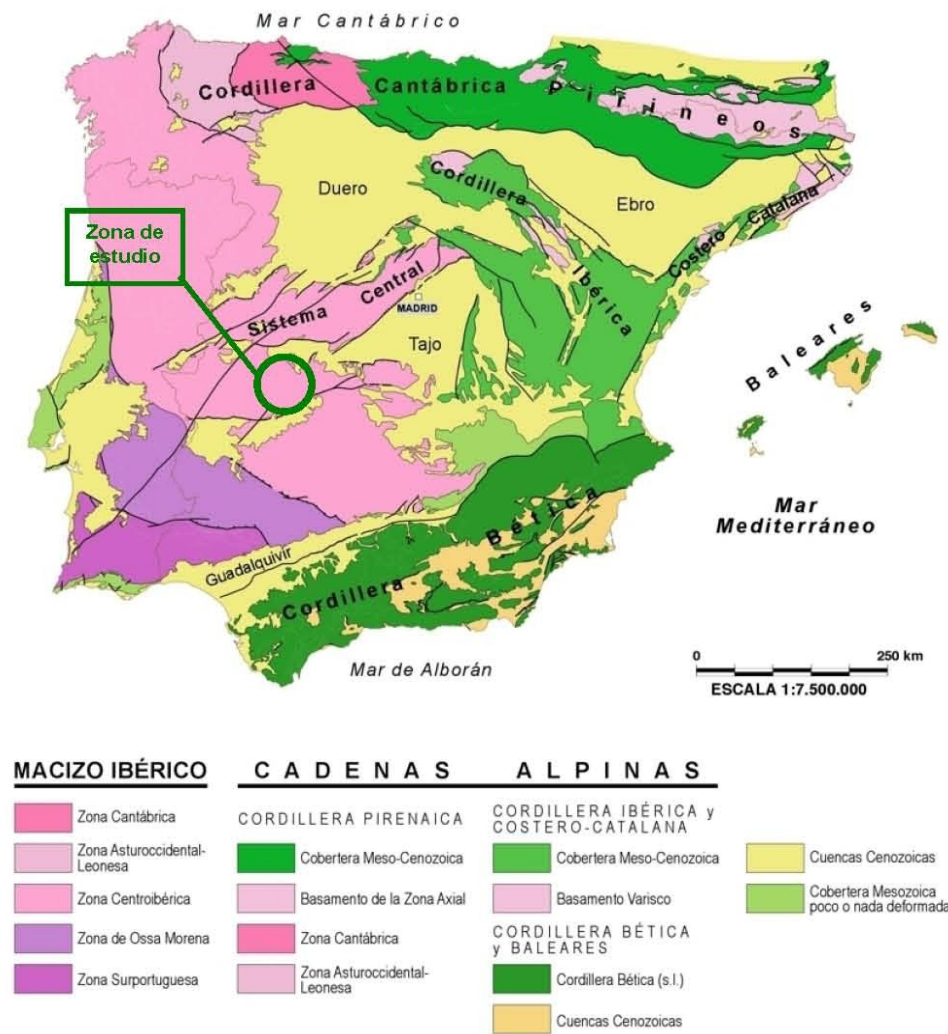 Mar Cantábrico
Cordillera
Cantábrica
Pirineos
Duero
Cordillera
Ibérica
Ebro
Costero
Catalana
Zona de
estudio
Sistema
Central
MADRID
Tajo
Baleares
Mar
Mediterráneo
Guadalquivir
Cordillera
Bética
Mar de Alborán
0 250 km
ESCALA 1:7.500.000
MACIZO IBÉRICO
Zona Cantábrica
Zona Asturoccidental-
Leonesa
Zona Centroibérica
Zona de Ossa Morena
Zona Surportuguesa
CADENAS ALPINAS
CORDILLERA PIRENAICA
Cobertera Meso-Cenozoica
Basamento de la Zona Axial
Zona Cantábrica
Zona Asturoccidental-
Leonesa
CORDILLERA IBÉRICA y
COSTERO-CATALANA
Cobertera Meso-Cenozoica
Basamento Varisco
CORDILLERA BÉTICA
y BALEARES
Cordillera Bética (s.l.)
Cuencas Cenozoicas
Cuencas Cenozoicas
Cobertera Mesozoica
poco o nada deformada